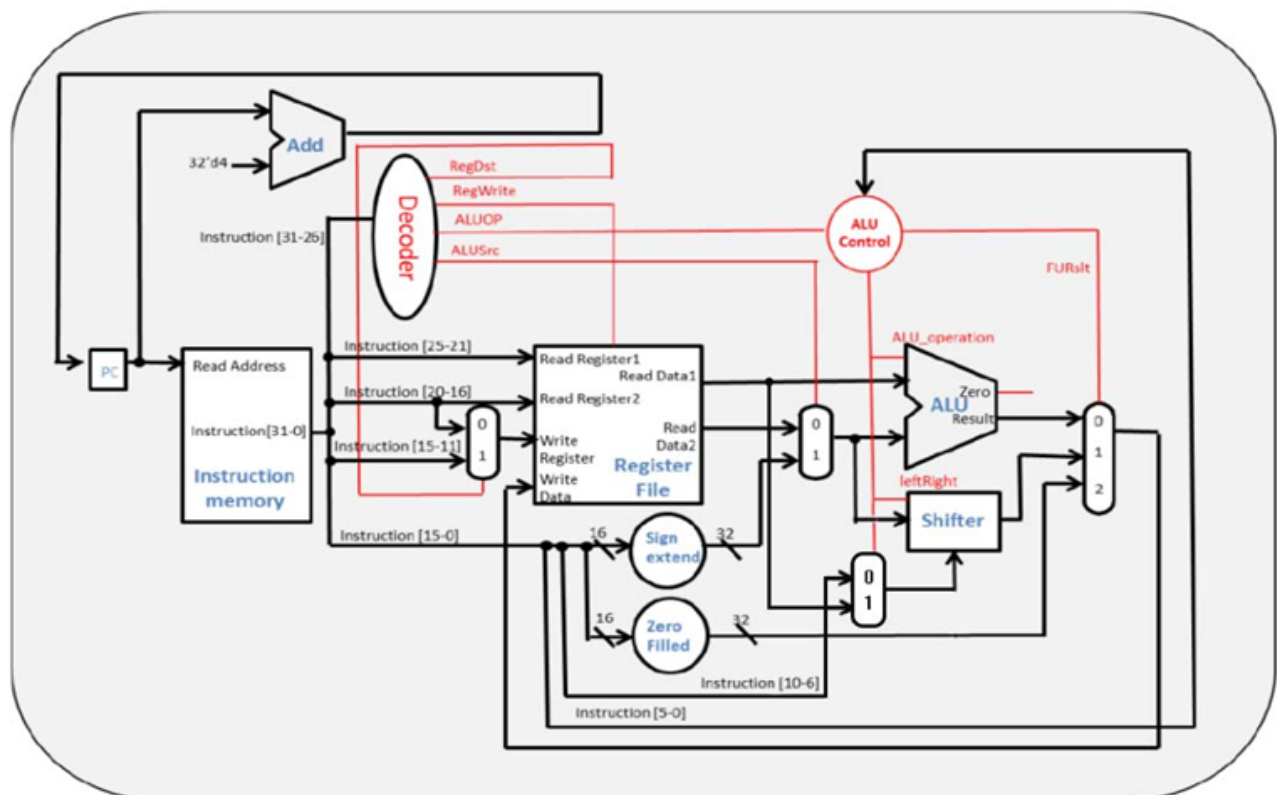 Add
32'd4
RegDst
RegWrite
ALUOP
ALUSrc
Decoder
Instruction [31-26]
ALU
Control
FURslt
PC
Read Address
Instruction[31-0]
Instruction
memory
Instruction [25-21]
Instruction [20-16]
Instruction [15-11]
0
1
Read Register1
Read Data1
Read Register2
Write
Register
Write
Data
Read
Data2
Register
File
0
1
ALU_operation
Zero
ALU
Result
0
1
2
leftRight
Shifter
Instruction [15-0]
16
Sign
extend
32
0
1
16
Zero
Filled
32
Instruction [10-6]
Instruction [5-0]